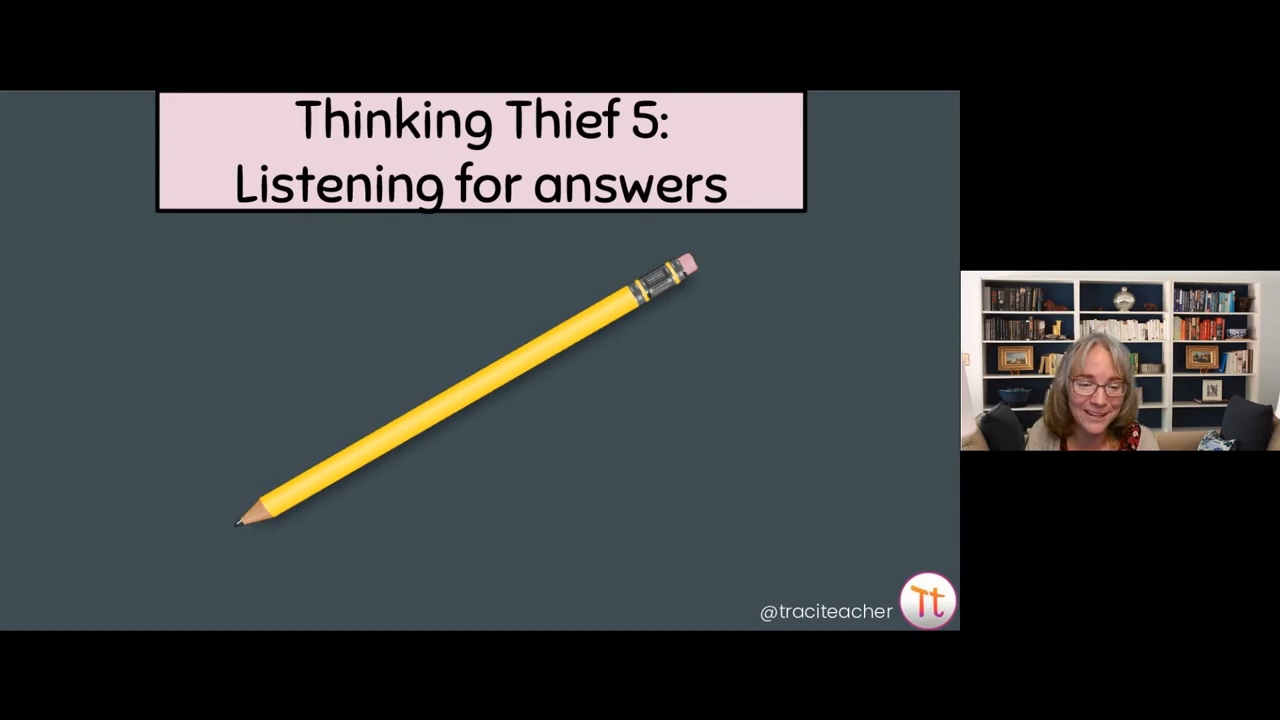 Thinking Thief 5:
Listening for answers
@traciteacher
Tt